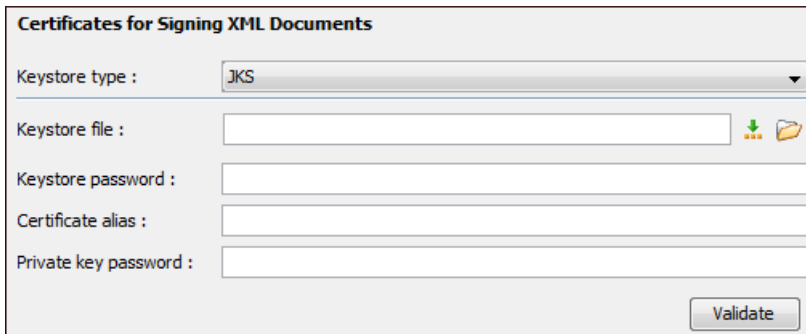 Certificates for Signing XML Documents
Keystore type : JKS
Keystore file :
Keystore password :
Certificate alias :
Private key password :
Validate